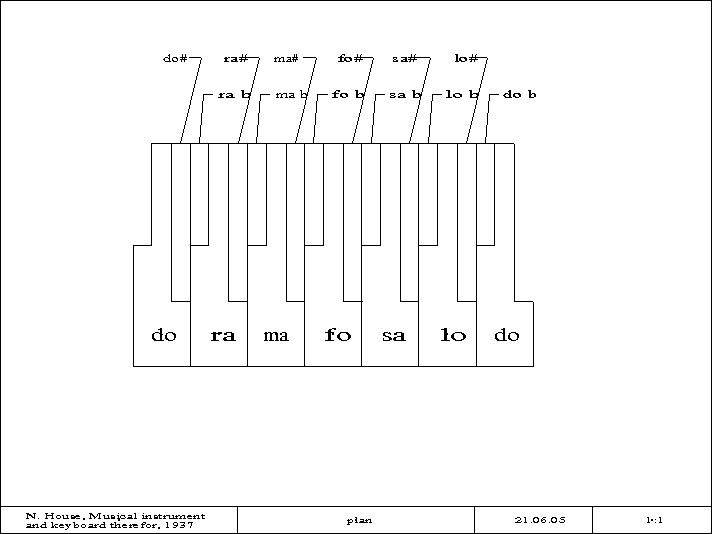 do# ra# ma# fo# sa# lo#
ra b ma b fo b sa b lo b do b
do ra ma fo sa lo do
N. House, Musical instrument
and keyboard therefor, 1937
plan
21.06.05
1:1